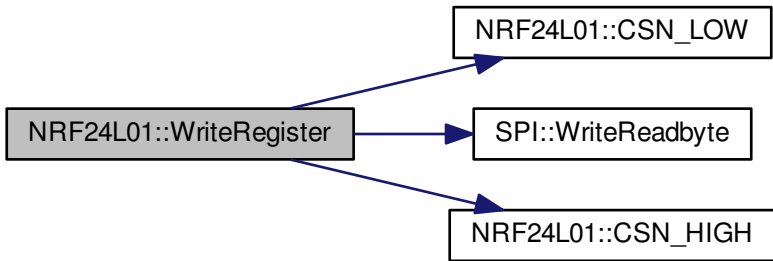 NRF24L01::CSN_LOW
NRF24L01::WriteRegister
SPI::WriteReadbyte
NRF24L01::CSN_HIGH